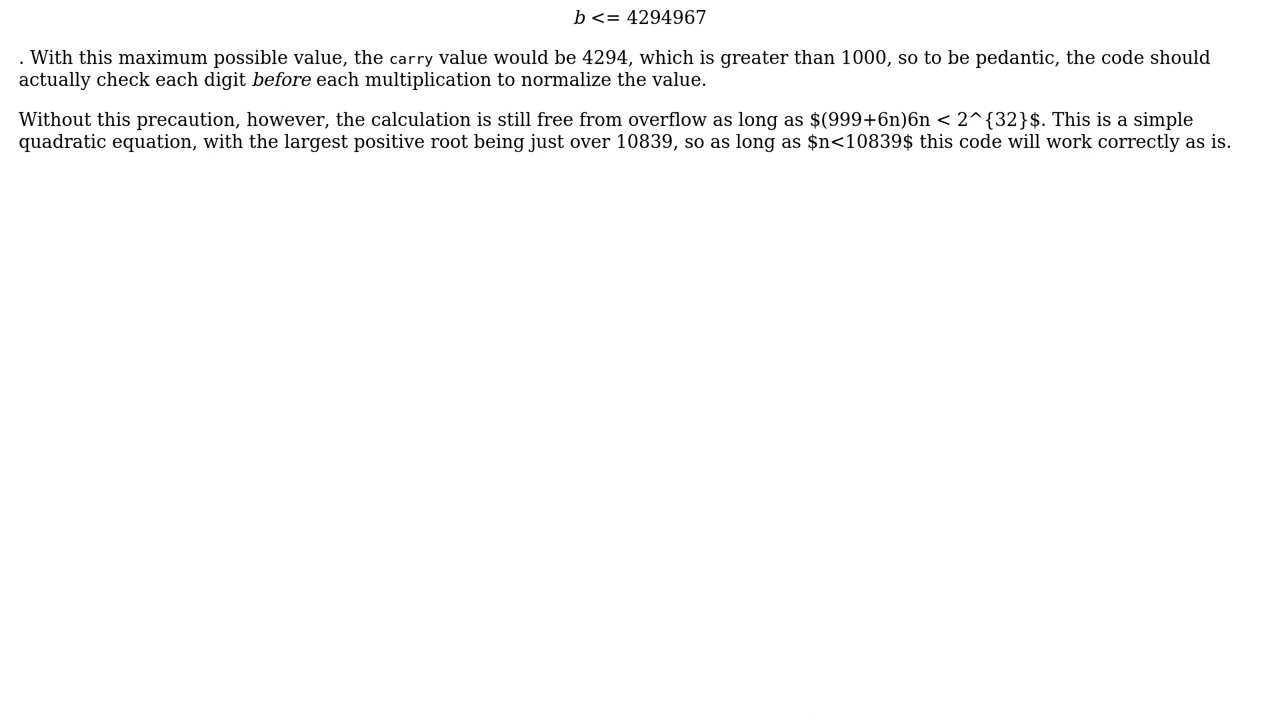 b <= 4294967
. With this maximum possible value, the carry value would be 4294, which is greater than 1000, so to be pedantic, the code should
actually check each digit before each multiplication to normalize the value.
Without this precaution, however, the calculation is still free from overflow as long as $(999+6n)6n < 2^{32}$. This is a simple
quadratic equation, with the largest positive root being just over 10839, so as long as $n<10839$ this code will work correctly as is.